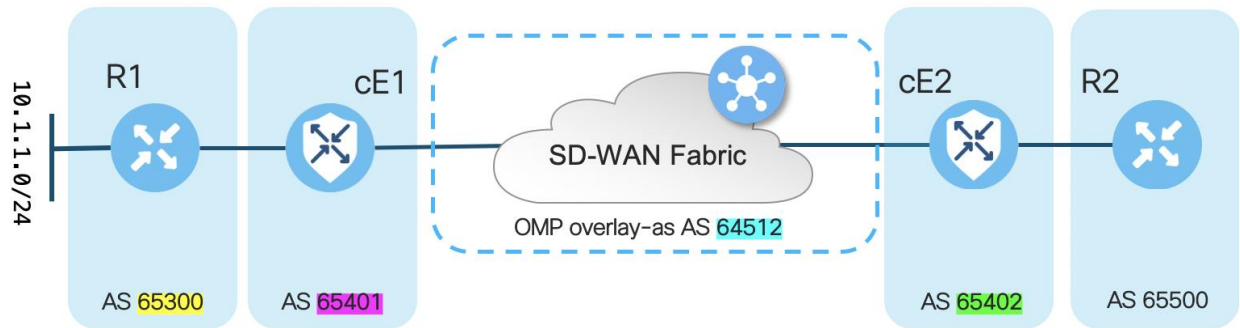 10.1.1.0/24
R1
cE1
cE2
R2
SD-WAN Fabric
OMP overlay-as AS 64512
AS 65300
AS 65401
AS 65402
AS 65500